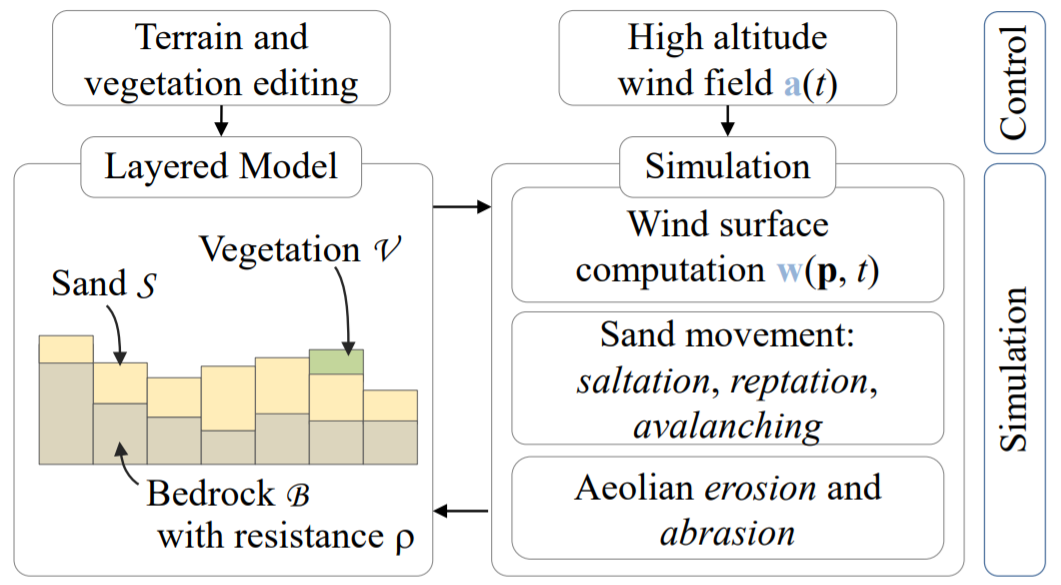 Terrain and
vegetation editing
High altitude
wind field a(t)
Control
Layered Model
Vegetation 𝒱
Sand 𝒮
Bedrock ℬ
with resistance ρ
Simulation
Wind surface
computation w(p, t)
Sand movement:
saltation, reptation,
avalanching
Aeolian erosion and
abrasion
Simulation